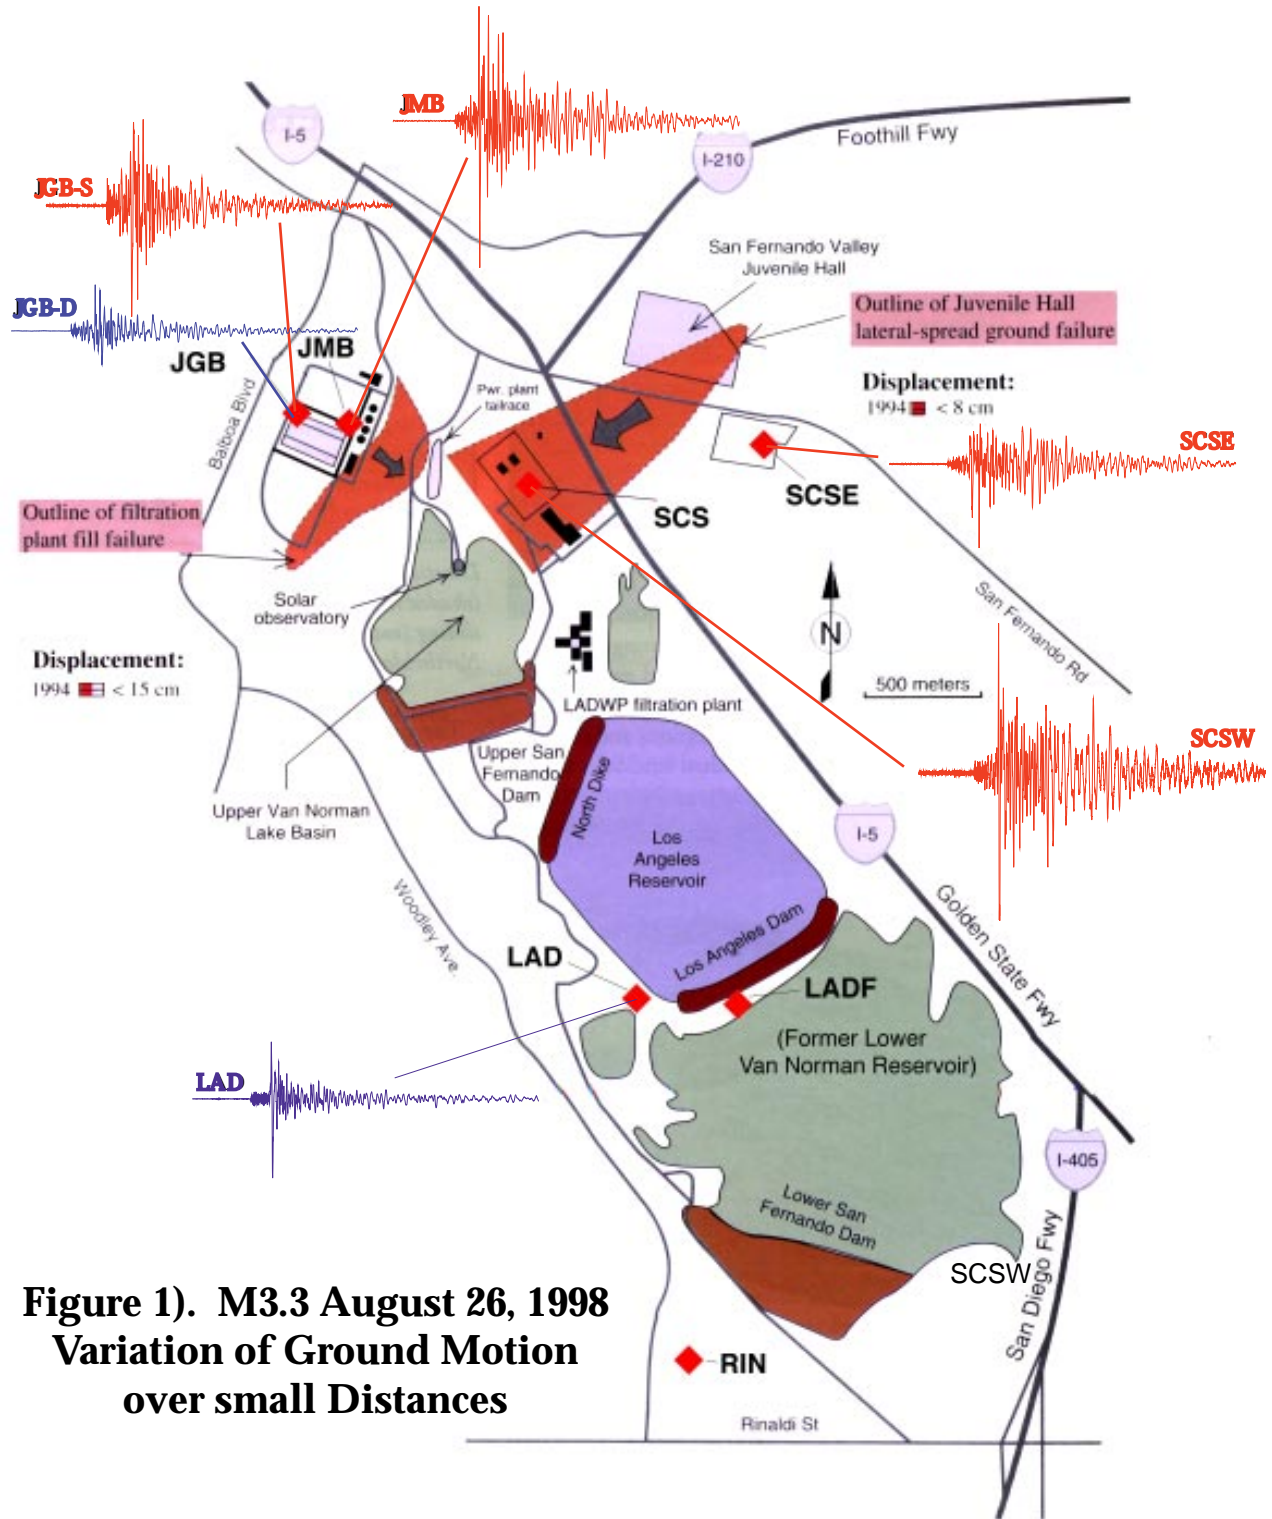 JMB
I-5
I-210
Foothill Fwy
JGB-S
San Fernando Valley
Juvenile Hall
JGB-D
Outline of Juvenile Hall
lateral-spread ground failure
JGB
JMB
Displacement:
1994 < 8 cm
Balboa Blvd
Pwr. plant
tailrace
SCSE
SCSE
SCS
Outline of filtration
plant fill failure
Solar
observatory
San Fernando Rd
N
500 meters
Displacement:
1994 < 15 cm
LADWP filtration plant
SCSW
Upper San
Fernando
Dam
North Dike
Upper Van Norman
Lake Basin
Los
Angeles
Reservoir
I-5
Woodley Ave.
Golden State Fwy
Los Angeles Dam
LAD
LADF
(Former Lower
Van Norman Reservoir)
LAD
I-405
Lower San
Fernando Dam
SCSW
San Diego Fwy
Figure 1). M3.3 August 26, 1998
Variation of Ground Motion
over small Distances
RIN
Rinaldi St